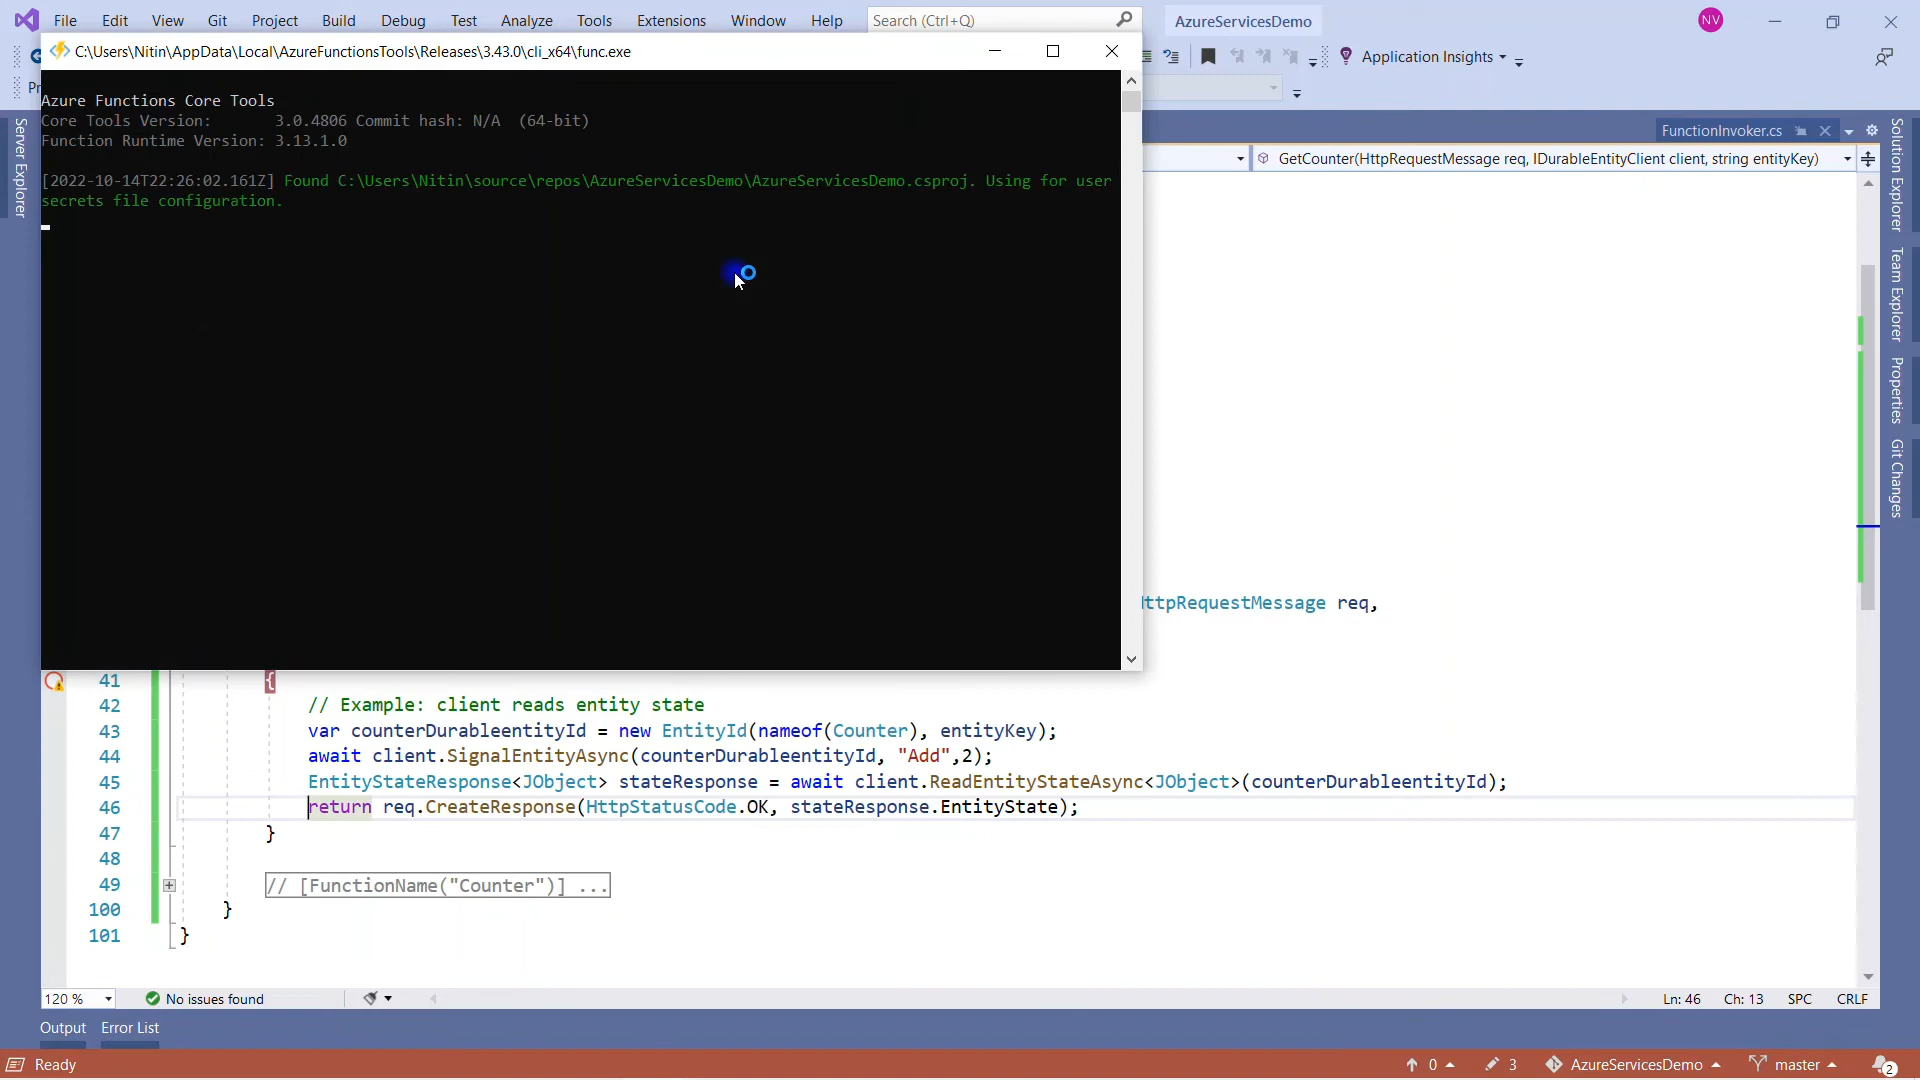 File Edit View Git Project Build Debug Test Analyze Tools Extensions Window Help Search (Ctrl+Q) AzureServicesDemo NV
C:\Users\Nitin\AppData\Local\AzureFunctionsTools\Releases\3.43.0\cli_x64\func.exe
Application Insights
Pr
Azure Functions Core Tools
Core Tools Version: 3.0.4806 Commit hash: N/A (64-bit)
Function Runtime Version: 3.13.1.0
[2022-10-14T22:26:02.161Z] Found C:\Users\Nitin\source\repos\AzureServicesDemo\AzureServicesDemo.csproj. Using for user
secrets file configuration.
Server Explorer
FunctionInvoker.cs
GetCounter(HttpRequestMessage req, IDurableEntityClient client, string entityKey)
Solution Explorer
Team Explorer
Properties
Git Changes
HttpRequestMessage req,
41 {
42 // Example: client reads entity state
43 var counterDurableentityId = new EntityId(nameof(Counter), entityKey);
44 await client.SignalEntityAsync(counterDurableentityId, "Add",2);
45 EntityStateResponse<JObject> stateResponse = await client.ReadEntityStateAsync<JObject>(counterDurableentityId);
46 return req.CreateResponse(HttpStatusCode.OK, stateResponse.EntityState);
47 }
48
49 // [FunctionName("Counter")] ...
100 }
101 }
120 % No issues found Ln: 46 Ch: 13 SPC CRLF
Output Error List
Ready 0 3 AzureServicesDemo master 2